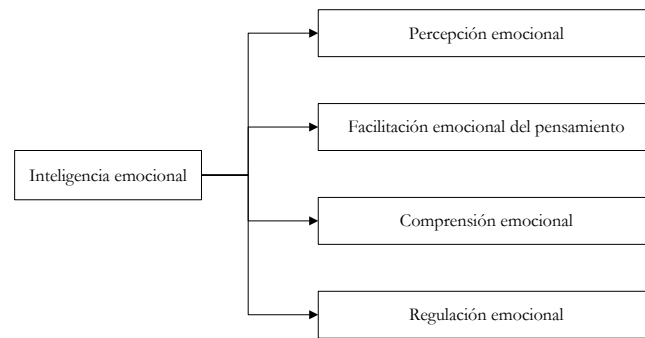 Percepción emocional
Facilitación emocional del pensamiento
Inteligencia emocional
Comprensión emocional
Regulación emocional